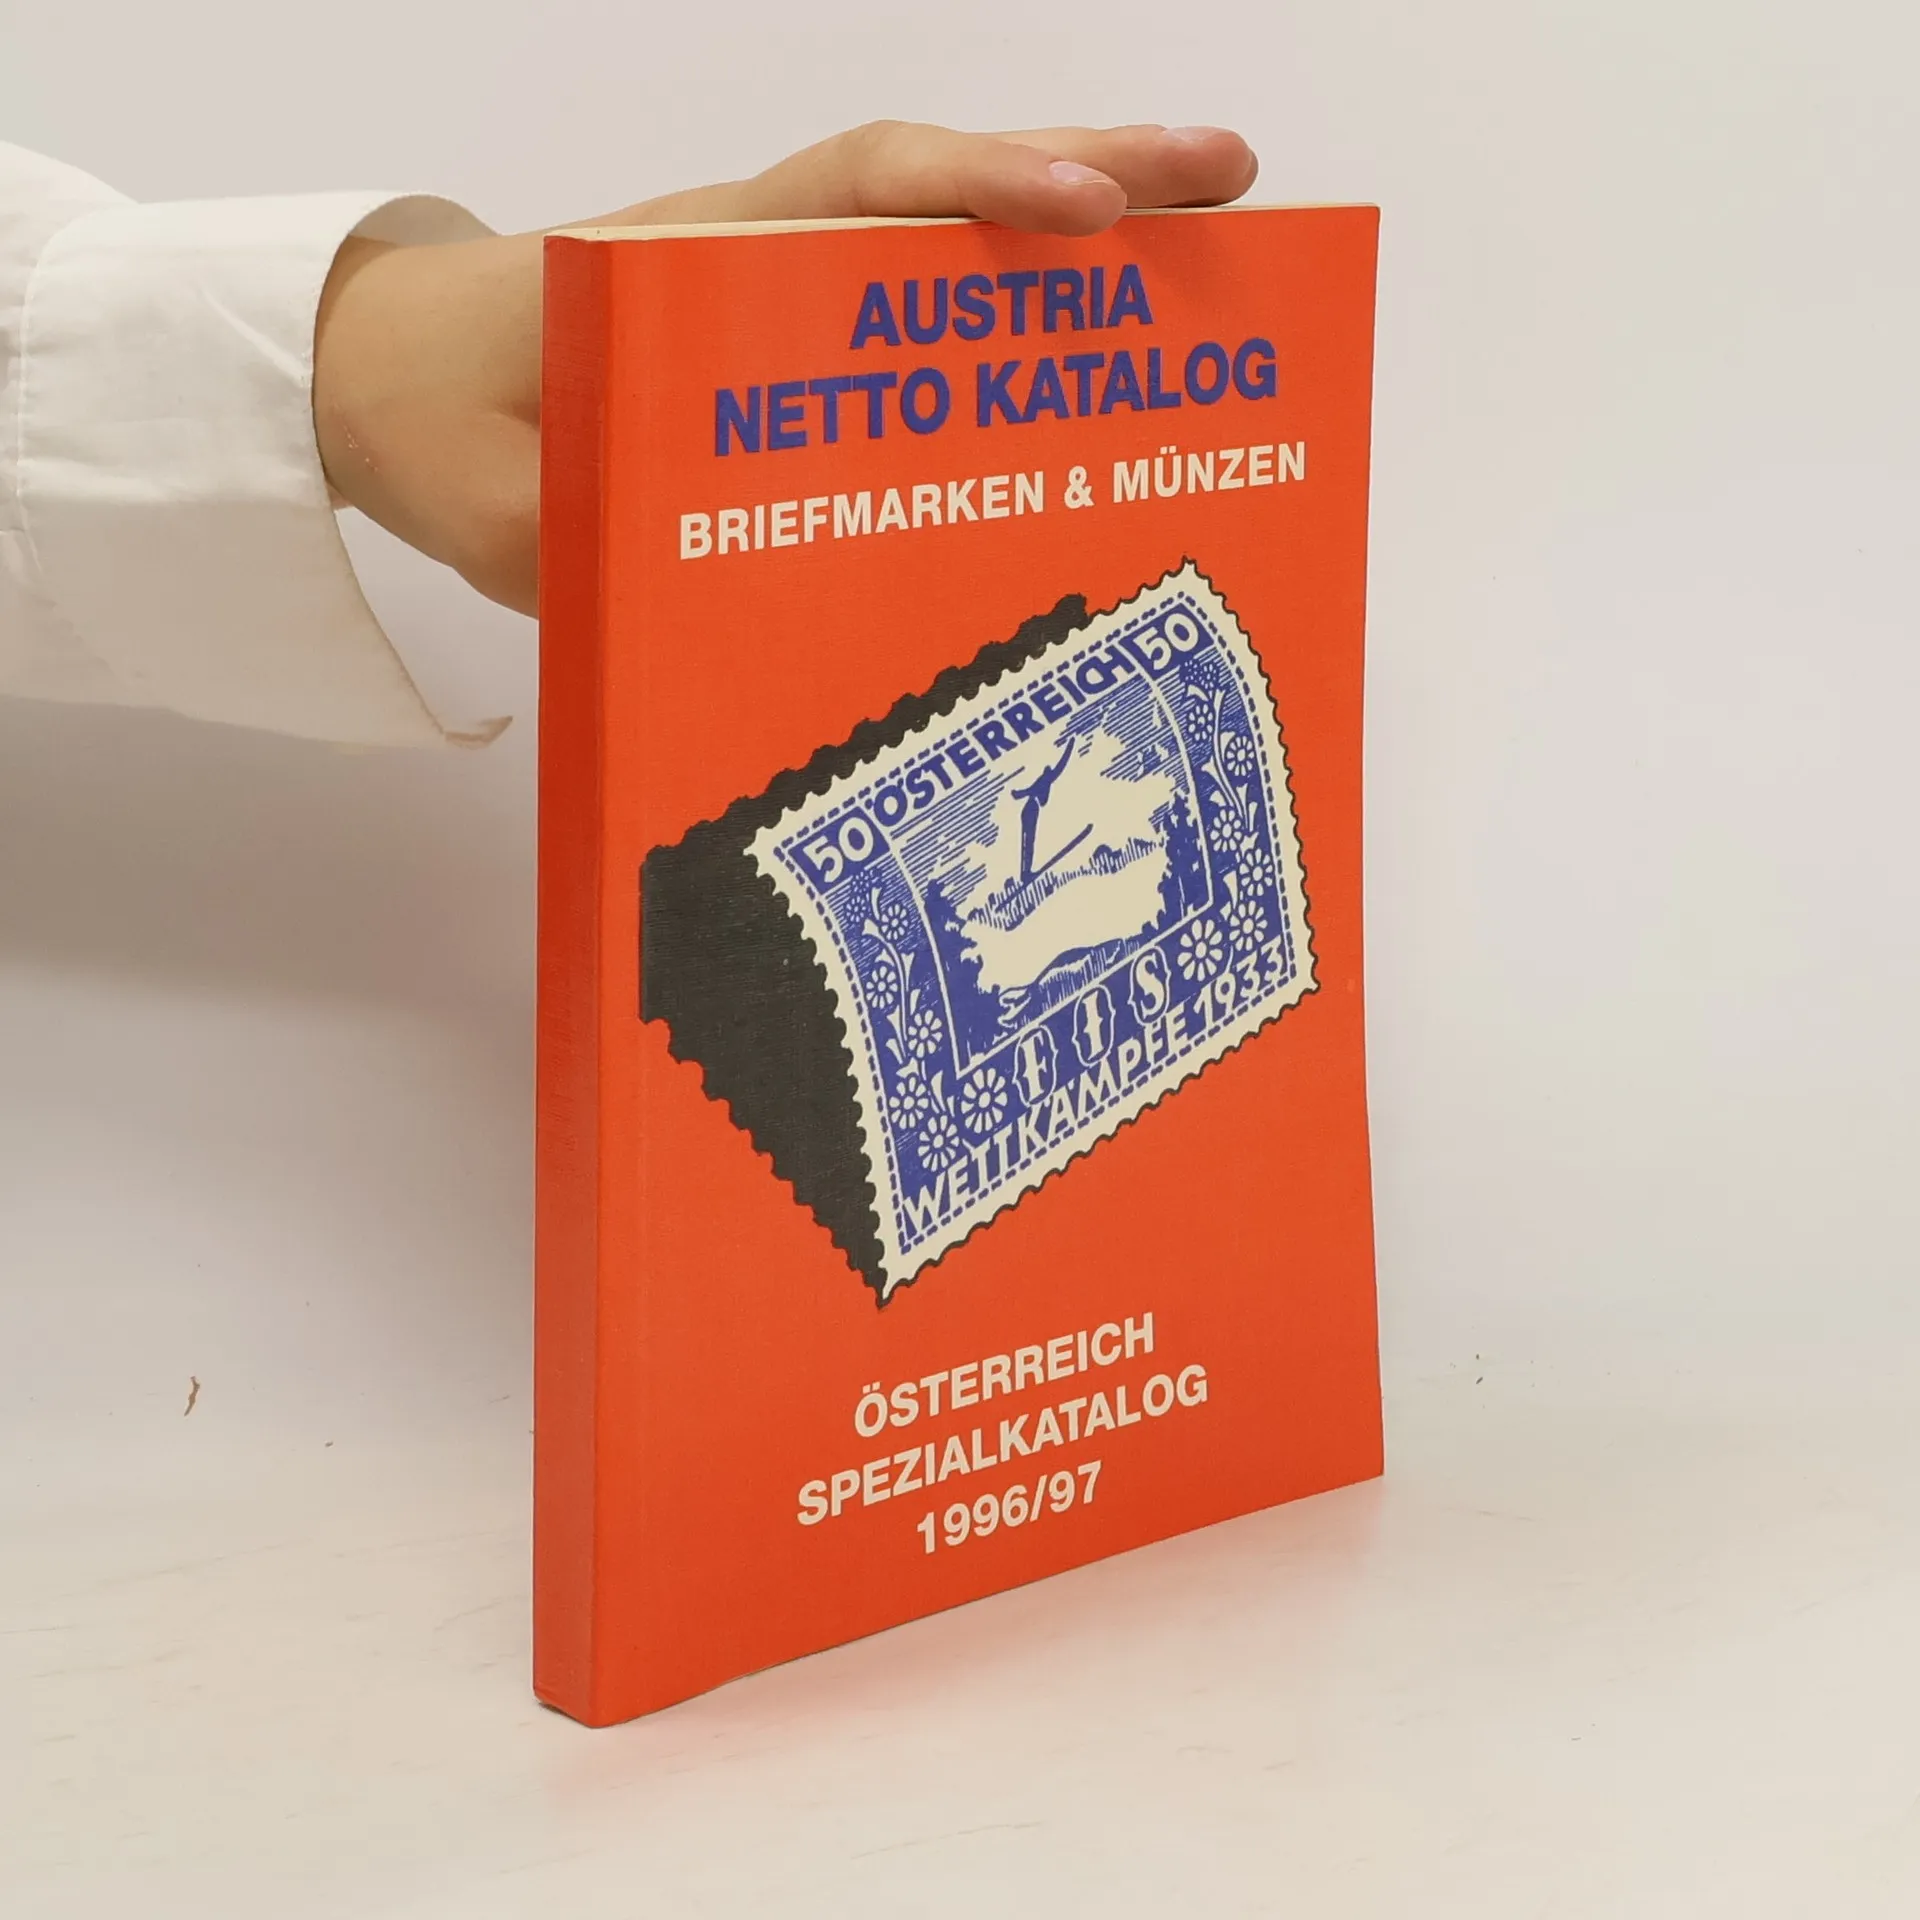 AUSTRIA
NETTO KATALOG
BRIEFMARKEN & MÜNZEN
50 ÖSTERREICH 50
FIS
WETTKÄMPFE 1933
ÖSTERREICH
SPEZIALKATALOG
1996/97